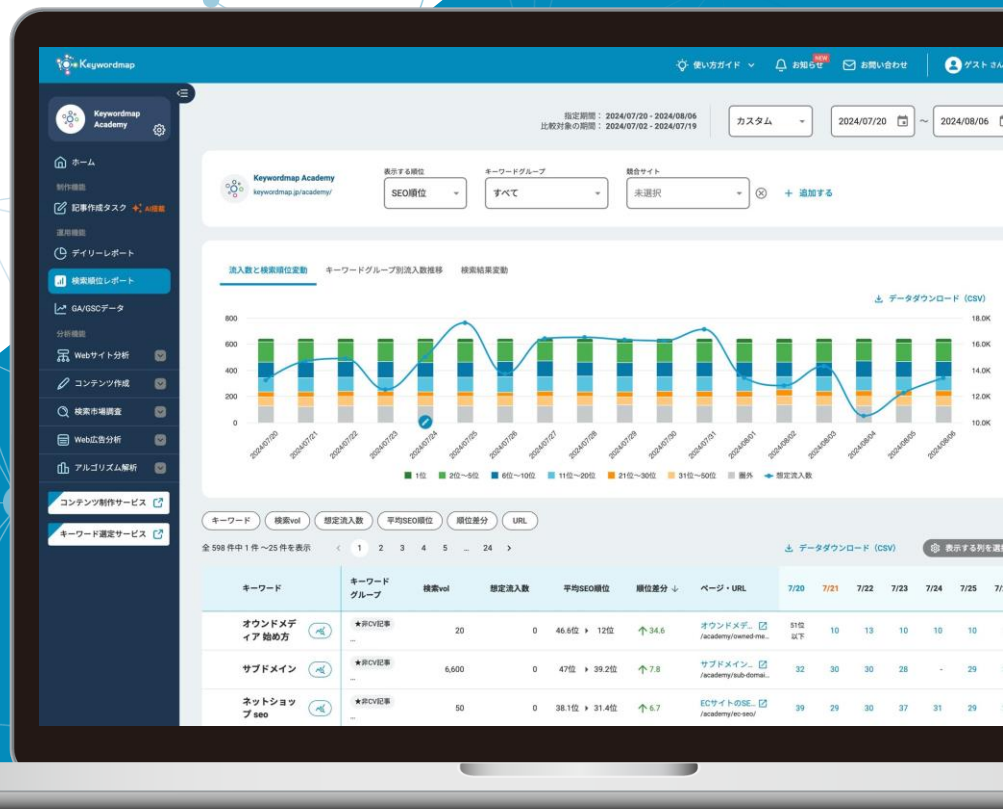 Keywordmap
使い方ガイド
お知らせ
NEW
お問い合わせ
ゲスト さん
Keywordmap
Academy
ホーム
制作機能
記事作成タスク AI搭載
運用機能
デイリーレポート
検索順位レポート
GA/GSCデータ
分析機能
Webサイト分析
コンテンツ作成
検索市場調査
Web広告分析
アルゴリズム解析
コンテンツ制作サービス
キーワード選定サービス
指定期間： 2024/07/20 - 2024/08/06
比較対象の期間： 2024/07/02 - 2024/07/19
カスタム
2024/07/20 ~ 2024/08/06
Keywordmap Academy
keywordmap.jp/academy/
表示する順位
SEO順位
キーワードグループ
すべて
競合サイト
未選択
+ 追加する
流入数と検索順位変動 キーワードグループ別流入数推移 検索結果変動
データダウンロード（CSV）
800
600
400
200
0
18.0K
16.0K
14.0K
12.0K
10.0K
2024/07/20 2024/07/21 2024/07/22 2024/07/23 2024/07/24 2024/07/25 2024/07/26 2024/07/27 2024/07/28 2024/07/29 2024/07/30 2024/07/31 2024/08/01 2024/08/02 2024/08/03 2024/08/04 2024/08/05 2024/08/06
1位 2位〜5位 6位〜10位 11位〜20位 21位〜30位 31位〜50位 圏外 想定流入数
キーワード 検索vol 想定流入数 平均SEO順位 順位差分 URL
全 598 件中 1 件 〜25 件を表示 < 1 2 3 4 5 … 24 >
データダウンロード（CSV）
表示する列を選
キーワード キーワードグループ 検索vol 想定流入数 平均SEO順位 順位差分 ↓ ページ・URL 7/20 7/21 7/22 7/23 7/24 7/25
オウンドメデ
ィア 始め方
★非CV記事
20 0 46.6位 ▸ 12位 ↑ 34.6
オウンドメデ…
/academy/owned-me...
51位
以下
10 13 10 10 10
サブドメイン
★非CV記事
6,600 0 47位 ▸ 39.2位 ↑ 7.8
サブドメイン…
/academy/sub-domai...
32 30 30 28 - 29
ネットショッ
プ seo
★非CV記事
50 0 38.1位 ▸ 31.4位 ↑ 6.7
ECサイトのSE…
/academy/ec-seo/
39 29 30 37 31 29